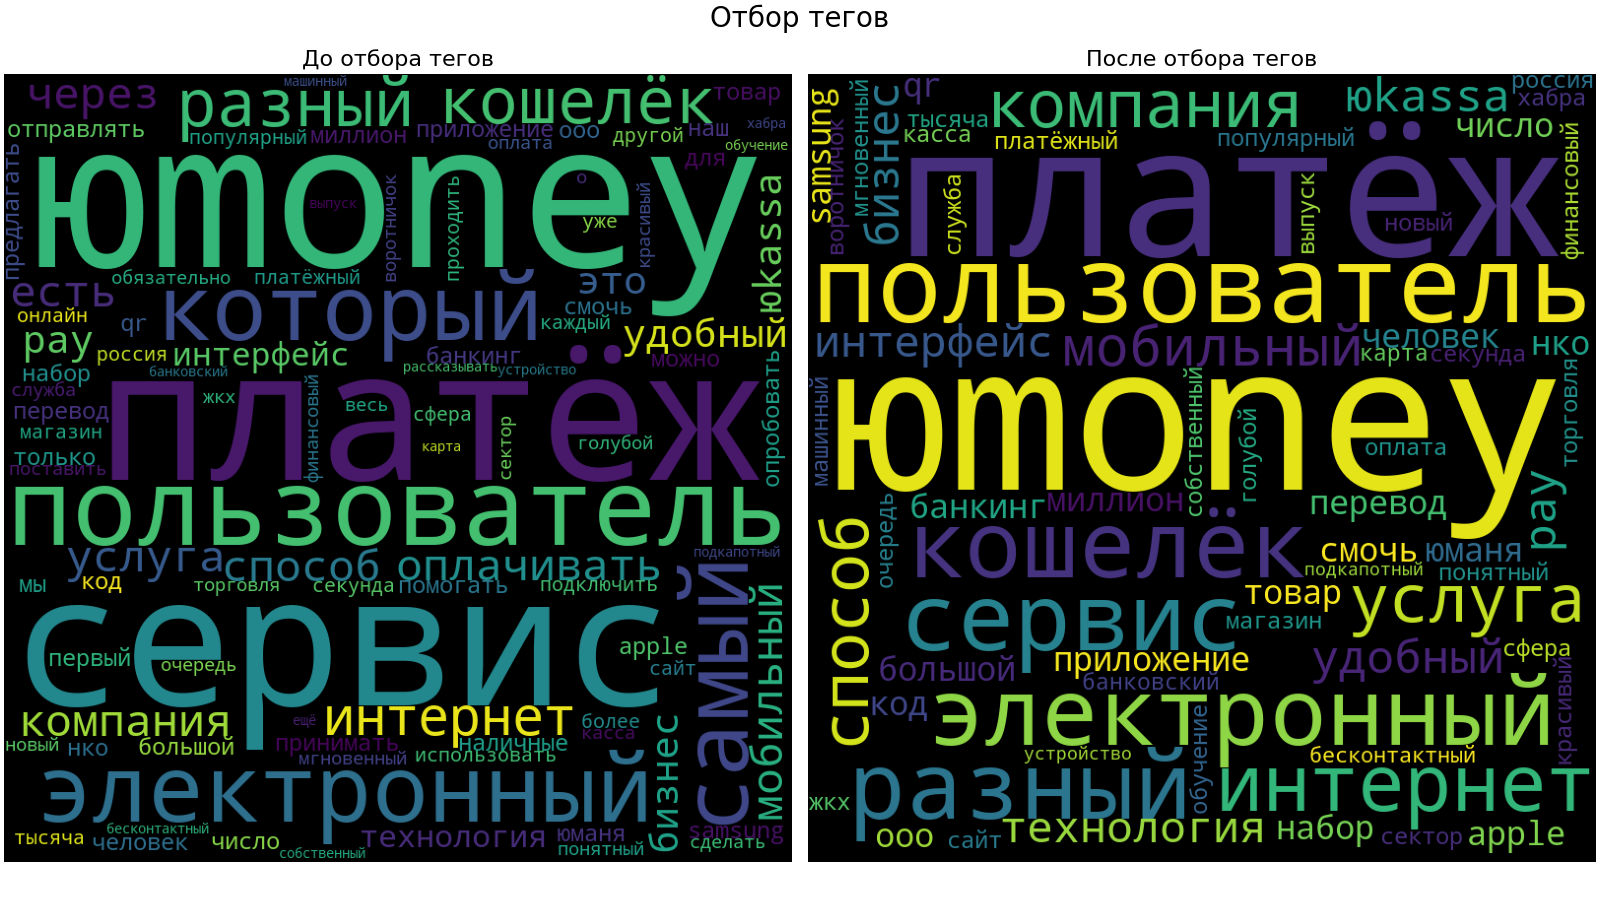 Отбор тегов
До отбора тегов
машинный
через
разный
кошелёк
товар
отправлять
популярный
миллион
приложение
ооо
другой
наш
хабра
оплата
обучение
предлагать
для
юmoney
о
воротничок
проходить
красивый
юkassa
выпуск
уже
обязательно
платёжный
это
есть
который
смочь
онлайн
qr
каждый
удобный
pay
россия
интерфейс
банкинг
можно
набор
банковский
рассказывать
устройство
опробовать
служба
жкх
весь
перевод
сфера
финансовый
платёж
магазин
карта
сектор
голубой
только
поставить
пользователь
услуга
способ
оплачивать
подкапотный
мы
код
торговля
секунда
помогать
подключить
самый
мобильный
сервис
apple
первый
очередь
сайт
компания
интернет
ещё
более
касса
новый
нко
большой
принимать
наличные
мгновенный
использовать
бизнес
электронный
тысяча
бесконтактный
человек
число
технология
юманя
samsung
собственный
понятный
сделать
После отбора тегов
samsung
мгновенный
qr
компания
юkassa
россия
хабра
бизнес
тысяча
касса
платёжный
популярный
число
воротничок
платёж
служба
выпуск
новый
финансовый
пользователь
интерфейс
мобильный
человек
нко
карта
секунда
машинный
юmoney
собственный
голубой
оплата
торговля
очередь
банкинг
миллион
перевод
pay
способ
кошелёк
смочь
юманя
подкапотный
понятный
сервис
товар
услуга
магазин
большой
приложение
удобный
сфера
банковский
красивый
код
электронный
устройство
обучение
бесконтактный
жкх
разный
интернет
ооо
сайт
технология
набор
сектор
apple